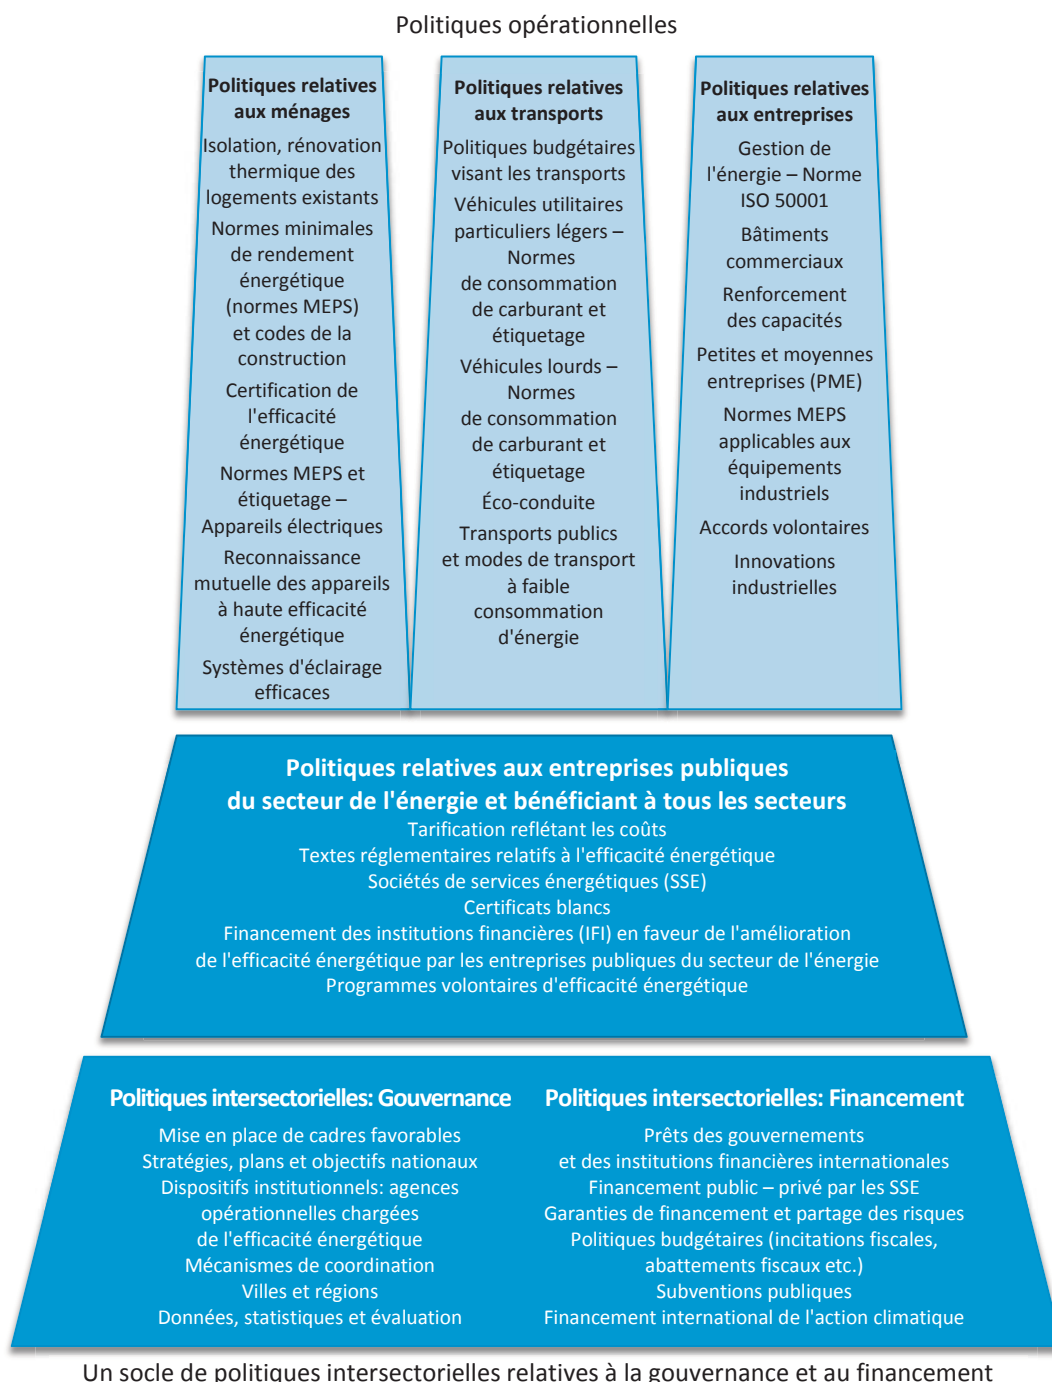 Politiques opérationnelles
Politiques relatives
aux ménages
Isolation, rénovation
thermique des
logements existants
Normes minimales
de rendement
énergétique
(normes MEPS)
et codes de la
construction
Certification de
l'efficacité
énergétique
Normes MEPS et
étiquetage –
Appareils électriques
Reconnaissance
mutuelle des appareils
à haute efficacité
énergétique
Systèmes d'éclairage
efficaces
Politiques relatives
aux transports
Politiques budgétaires
visant les transports
Véhicules utilitaires
particuliers légers –
Normes
de consommation
de carburant et
étiquetage
Véhicules lourds –
Normes
de consommation
de carburant et
étiquetage
Éco-conduite
Transports publics
et modes de transport
à faible
consommation
d'énergie
Politiques relatives
aux entreprises
Gestion de
l'énergie – Norme
ISO 50001
Bâtiments
commerciaux
Renforcement
des capacités
Petites et moyennes
entreprises (PME)
Normes MEPS
applicables aux
équipements
industriels
Accords volontaires
Innovations
industrielles
Politiques relatives aux entreprises publiques
du secteur de l'énergie et bénéficiant à tous les secteurs
Tarification reflétant les coûts
Textes réglementaires relatifs à l'efficacité énergétique
Sociétés de services énergétiques (SSE)
Certificats blancs
Financement des institutions financières (IFI) en faveur de l'amélioration
de l'efficacité énergétique par les entreprises publiques du secteur de l'énergie
Programmes volontaires d'efficacité énergétique
Politiques intersectorielles: Gouvernance
Mise en place de cadres favorables
Stratégies, plans et objectifs nationaux
Dispositifs institutionnels: agences
opérationnelles chargées
de l'efficacité énergétique
Mécanismes de coordination
Villes et régions
Données, statistiques et évaluation
Politiques intersectorielles: Financement
Prêts des gouvernements
et des institutions financières internationales
Financement public – privé par les SSE
Garanties de financement et partage des risques
Politiques budgétaires (incitations fiscales,
abattements fiscaux etc.)
Subventions publiques
Financement international de l'action climatique
Un socle de politiques intersectorielles relatives à la gouvernance et au financement